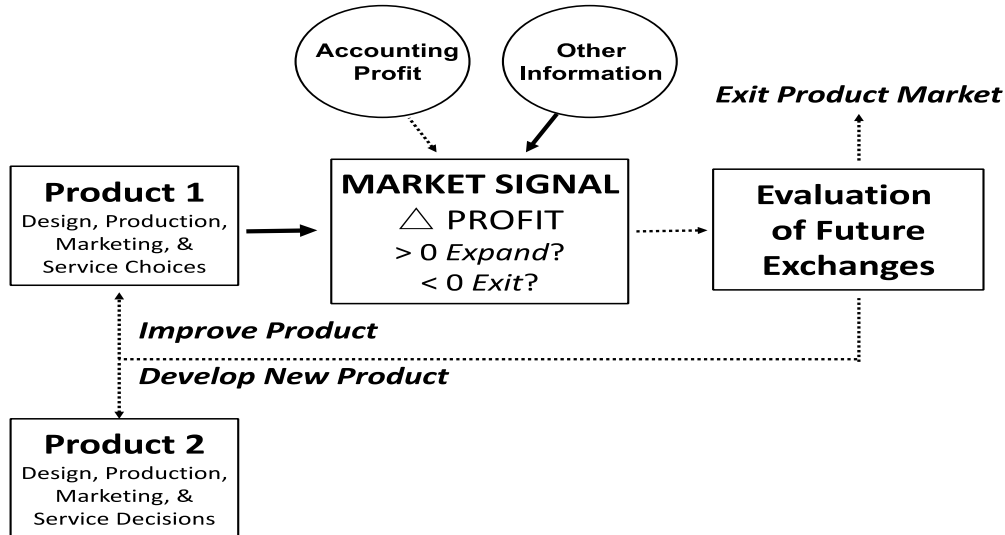 Accounting
Profit
Other
Information
Exit Product Market
Product 1
Design, Production,
Marketing, &
Service Choices
MARKET SIGNAL
△ PROFIT
> 0 Expand?
< 0 Exit?
Evaluation
of Future
Exchanges
Improve Product
Develop New Product
Product 2
Design, Production,
Marketing, &
Service Decisions